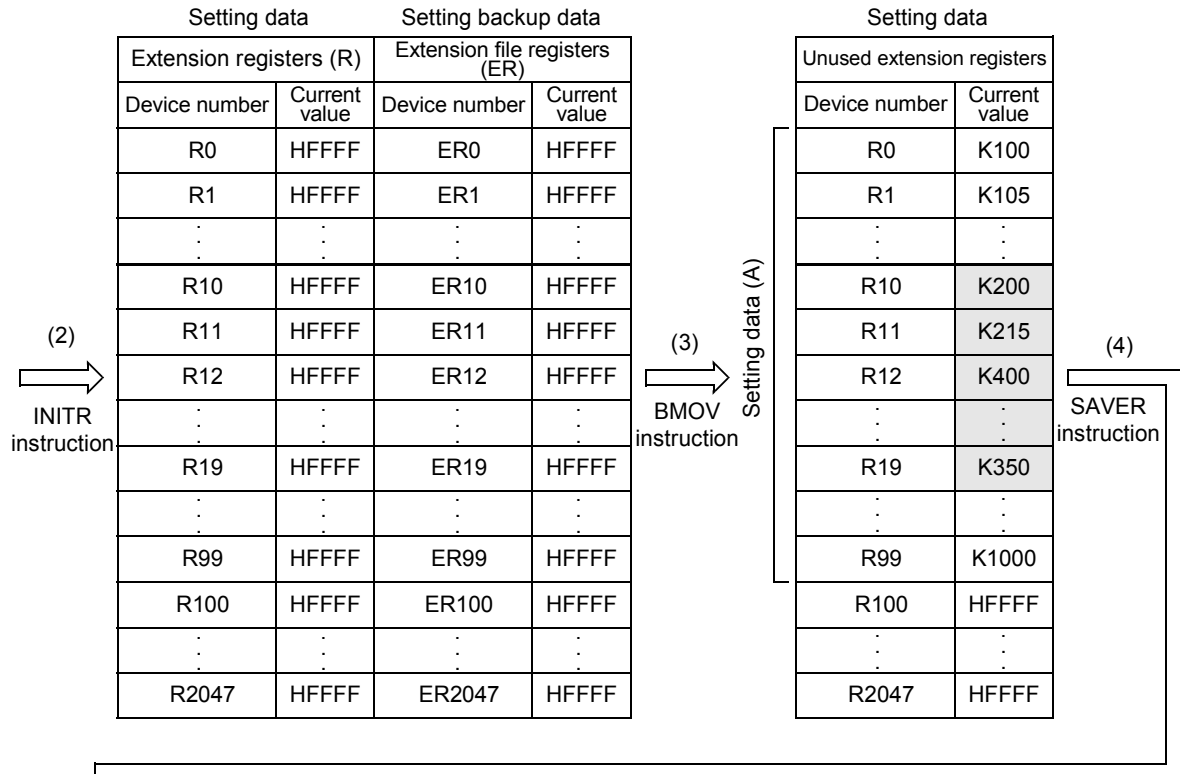 Setting data Setting backup data Setting data
Extension registers (R) Extension file registers (ER) Unused extension registers
Device number Current value Device number Current value Device number Current value
R0 HFFFF ER0 HFFFF R0 K100
R1 HFFFF ER1 HFFFF R1 K105
: : : : : :
R10 HFFFF ER10 HFFFF R10 K200
R11 HFFFF ER11 HFFFF R11 K215
R12 HFFFF ER12 HFFFF R12 K400
: : : : : :
R19 HFFFF ER19 HFFFF R19 K350
: : : : : :
R99 HFFFF ER99 HFFFF R99 K1000
R100 HFFFF ER100 HFFFF R100 HFFFF
: : : : : :
R2047 HFFFF ER2047 HFFFF R2047 HFFFF
(2)
INITR
instruction
(3)
BMOV
instruction
Setting data (A)
(4)
SAVER
instruction